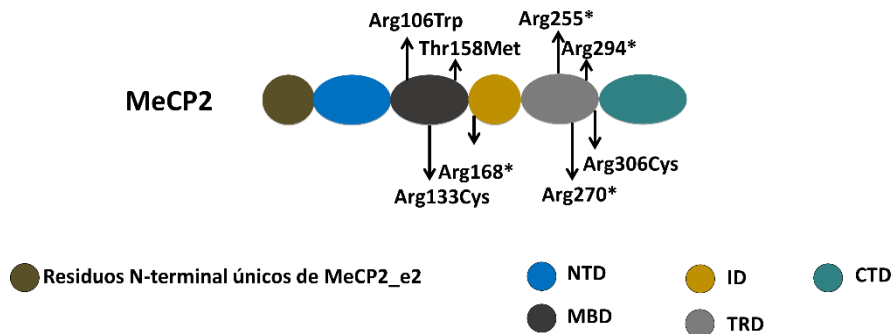 Arg106Trp
Arg255*
Thr158Met
Arg294*
MeCP2
Arg168*
Arg306Cys
Arg133Cys
Arg270*
Residuos N-terminal únicos de MeCP2_e2
NTD
ID
CTD
MBD
TRD